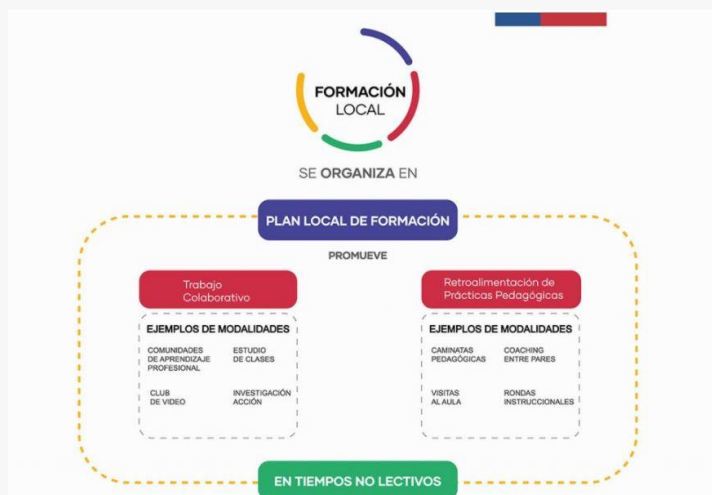 FORMACIÓN
LOCAL
SE ORGANIZA EN
PLAN LOCAL DE FORMACIÓN
PROMUEVE
Trabajo
Colaborativo
EJEMPLOS DE MODALIDADES
COMUNIDADES
DE APRENDIZAJE
PROFESIONAL
ESTUDIO
DE CLASES
CLUB
DE VIDEO
INVESTIGACIÓN
ACCIÓN
Retroalimentación de
Prácticas Pedagógicas
EJEMPLOS DE MODALIDADES
CAMINATAS
PEDAGÓGICAS
COACHING
ENTRE PARES
VISITAS
AL AULA
RONDAS
INSTRUCCIONALES
EN TIEMPOS NO LECTIVOS